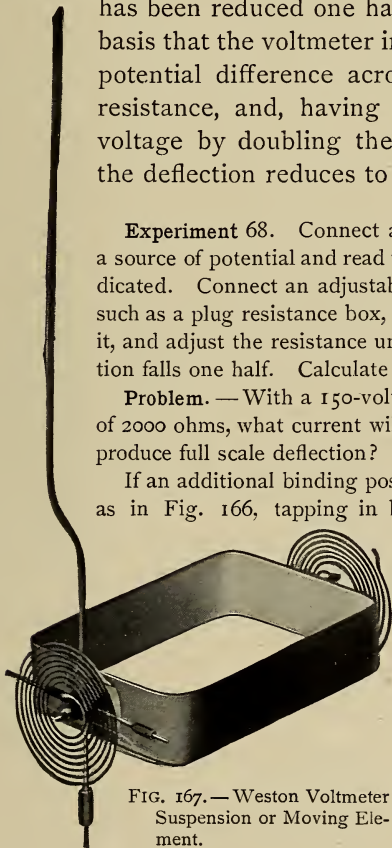 has been reduced one ha
basis that the voltmeter in
potential difference acro
resistance, and, having
voltage by doubling the
the deflection reduces to
Experiment 68. Connect a
a source of potential and read
dicated. Connect an adjustab
such as a plug resistance box,
it, and adjust the resistance un
tion falls one half. Calculate
Problem. — With a 150-vol
of 2000 ohms, what current wi
produce full scale deflection?
If an additional binding pos
as in Fig. 166, tapping in b
FIG. 167. — Weston Voltmeter
Suspension or Moving Ele-
ment.